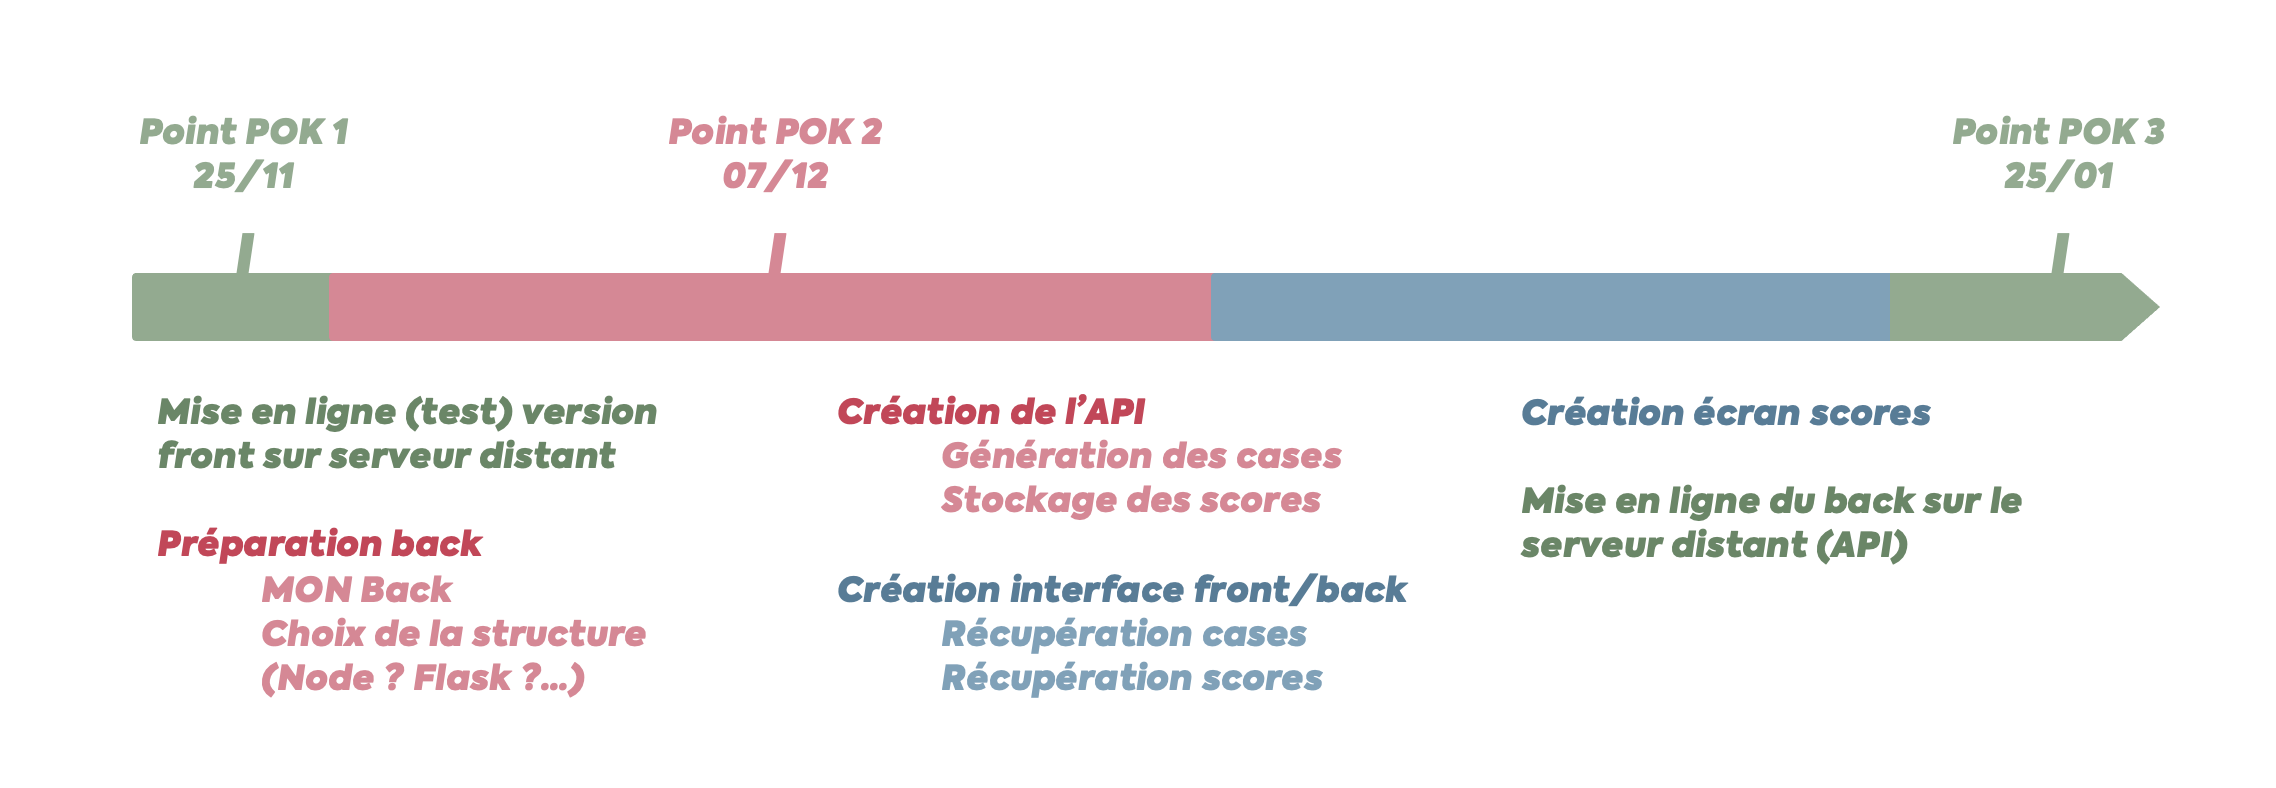 Point POK 1
25/11
Point POK 2
07/12
Point POK 3
25/01
Mise en ligne (test) version
front sur serveur distant
Préparation back
MON Back
Choix de la structure
(Node ? Flask ?...)
Création de l’API
Génération des cases
Stockage des scores
Création interface front/back
Récupération cases
Récupération scores
Création écran scores
Mise en ligne du back sur le
serveur distant (API)